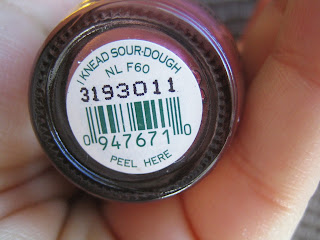 I KNEAD SOUR-DOUGH
NL F60
3193011
0 947671 0
PEEL HERE